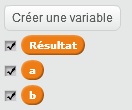 Créer une variable
Résultat
a
b